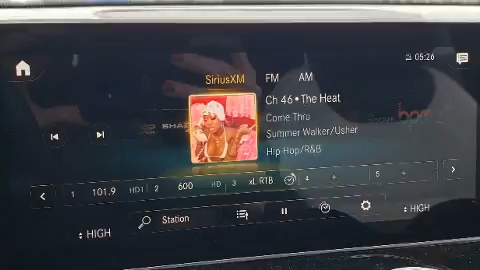 05:26
SiriusXM FM AM
Ch 46 • The Heat
Come Thru
Summer Walker/Usher
Hip-Hop/R&B
1 101.9 HD1 2 600 HD 3 xL RTB 4 + 5 +
Station
HIGH HIGH